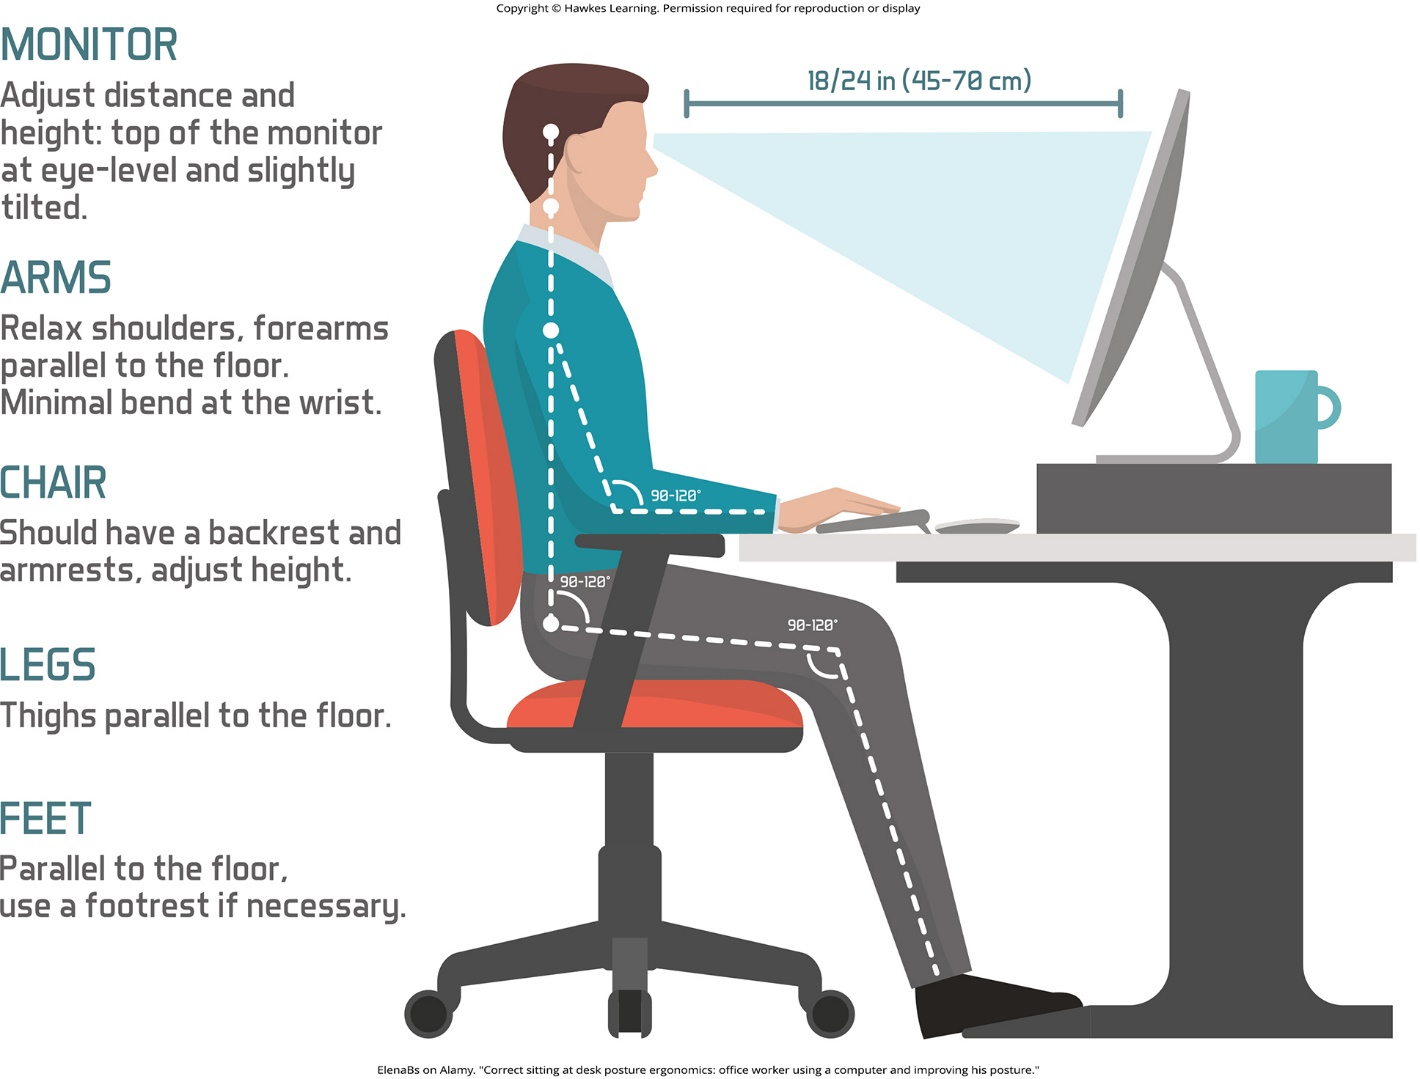 Copyright © Hawkes Learning. Permission required for reproduction or display
MONITOR
Adjust distance and
height: top of the monitor
at eye-level and slightly
tilted.
ARMS
Relax shoulders, forearms
parallel to the floor.
Minimal bend at the wrist.
CHAIR
Should have a backrest and
armrests, adjust height.
LEGS
Thighs parallel to the floor.
FEET
Parallel to the floor,
use a footrest if necessary.
18/24 in (45-70 cm)
90-120°
90-120°
90-120°
ElenaBs on Alamy. "Correct sitting at desk posture ergonomics: office worker using a computer and improving his posture."